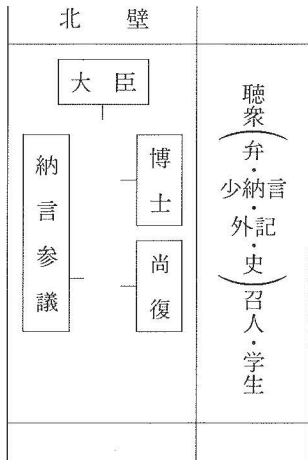 北壁
大臣
博士
尚復
納言参議
聴衆(弁・少納言・外記・史)召人・学生